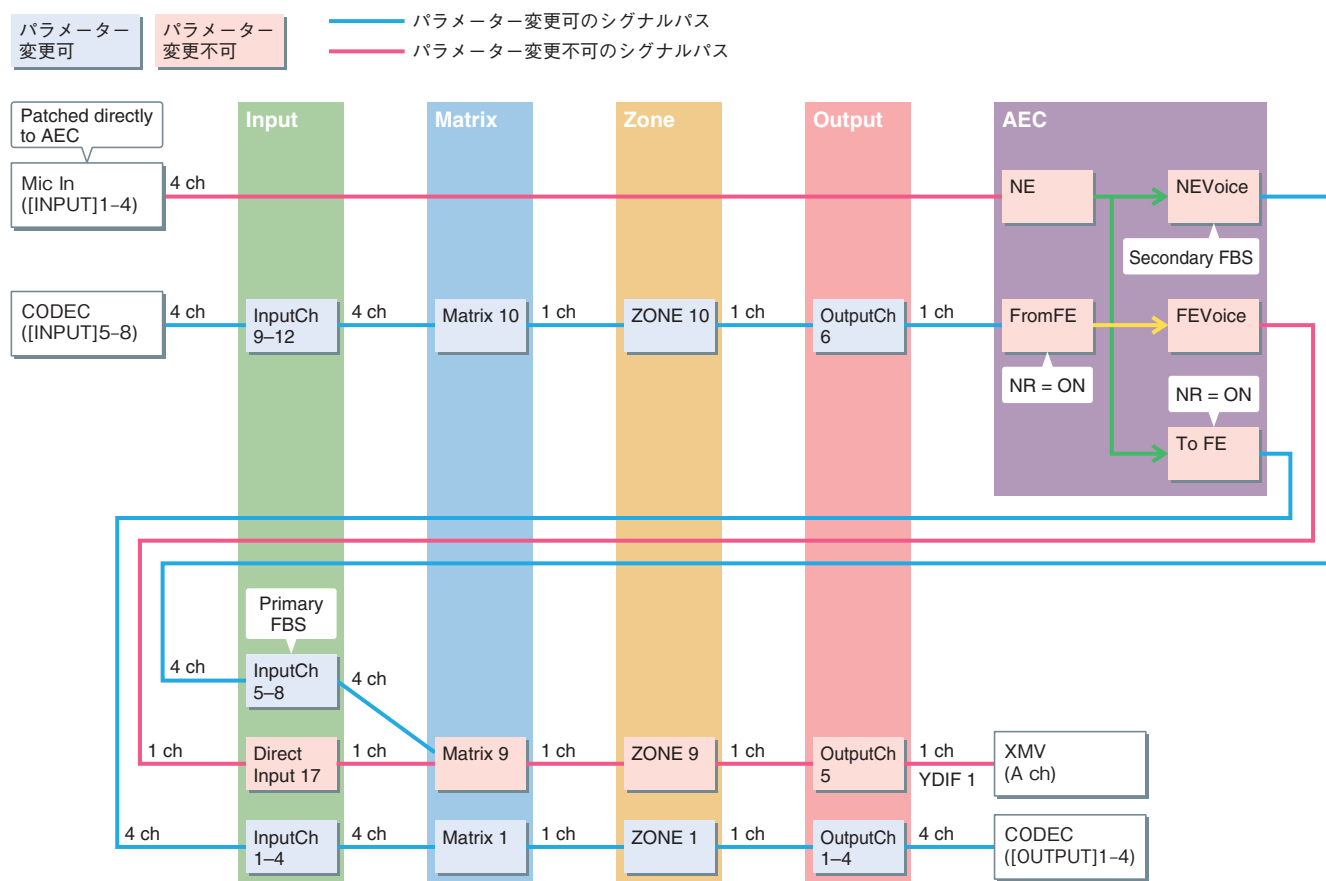 パラメーター
変更可
パラメーター
変更不可
パラメーター変更可のシグナルパス
パラメーター変更不可のシグナルパス
Input
Matrix
Zone
Output
AEC
Patched directly
to AEC
Mic In
([INPUT]1–4)
4 ch
NE
NEVoice
Secondary FBS
CODEC
([INPUT]5–8)
4 ch
InputCh
9–12
4 ch
Matrix 10
1 ch
ZONE 10
1 ch
OutputCh
6
1 ch
FromFE
FEVoice
NR = ON
NR = ON
To FE
Primary
FBS
4 ch
InputCh
5–8
4 ch
1 ch
Direct
Input 17
1 ch
Matrix 9
1 ch
ZONE 9
1 ch
OutputCh
5
1 ch
YDIF 1
XMV
(A ch)
4 ch
InputCh
1–4
4 ch
Matrix 1
1 ch
ZONE 1
1 ch
OutputCh
1–4
4 ch
CODEC
([OUTPUT]1–4)